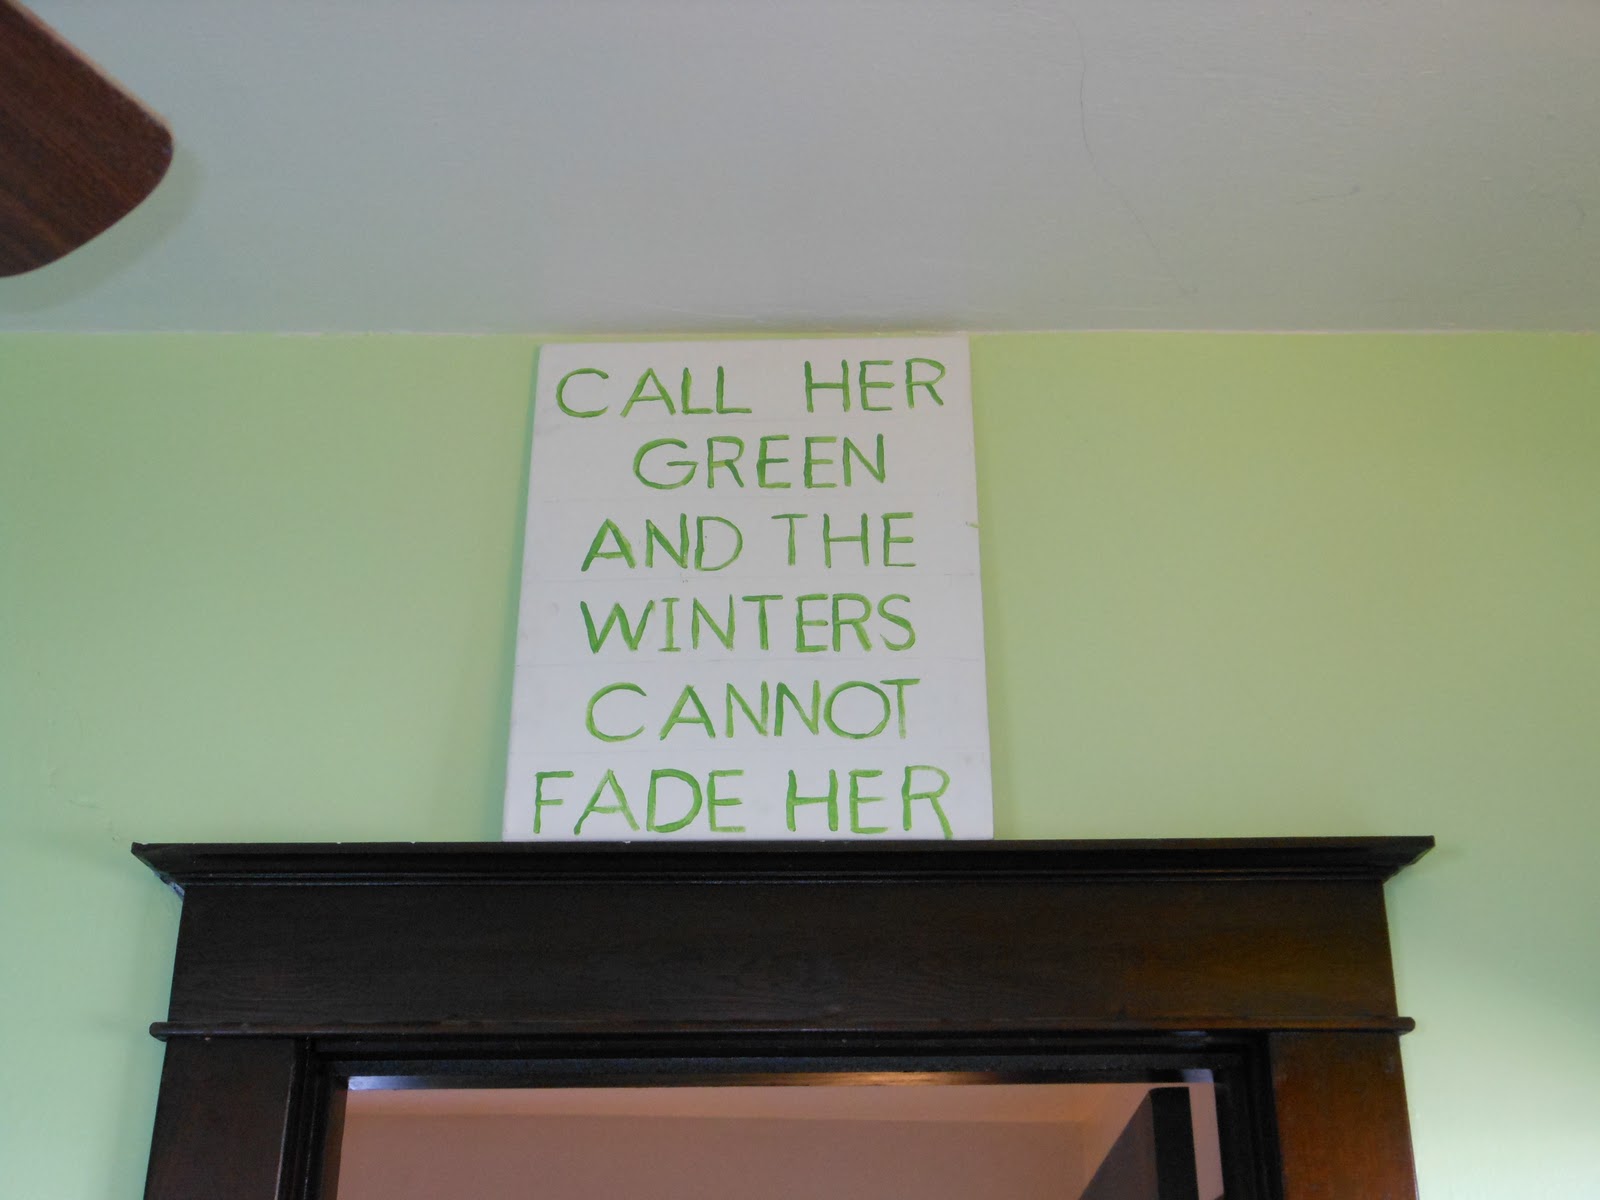 CALL HER
GREEN
AND THE
WINTERS
CANNOT
FADE HER